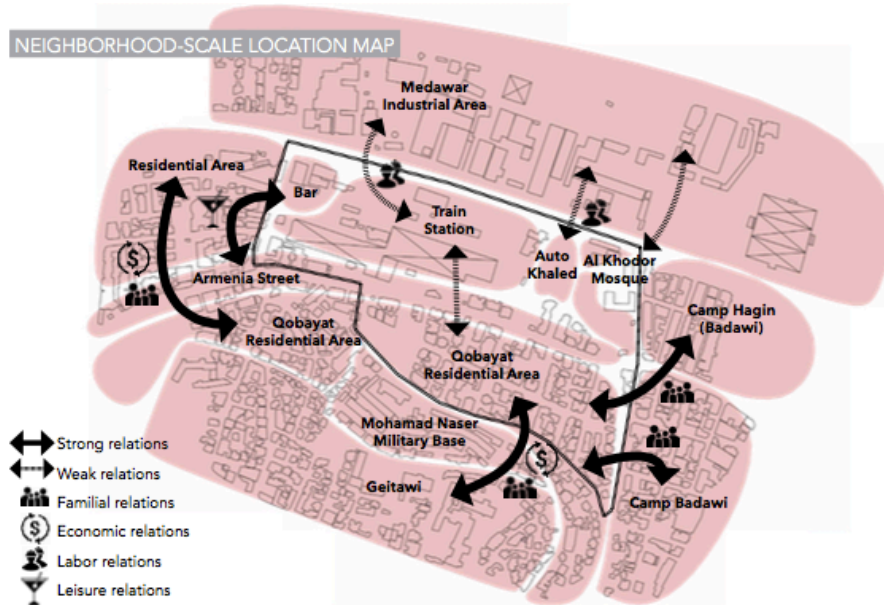 NEIGHBORHOOD-SCALE LOCATION MAP
Medawar
Industrial Area
Residential Area
Bar
Train
Station
Auto
Khaled
Al Khodor
Mosque
Armenia Street
Camp Hagin
(Badawi)
Qobayat
Residential Area
Qobayat
Residential Area
Mohamad Naser
Military Base
Geitawi
Camp Badawi
$
$
Strong relations
Weak relations
Familial relations
$
Economic relations
Labor relations
Leisure relations